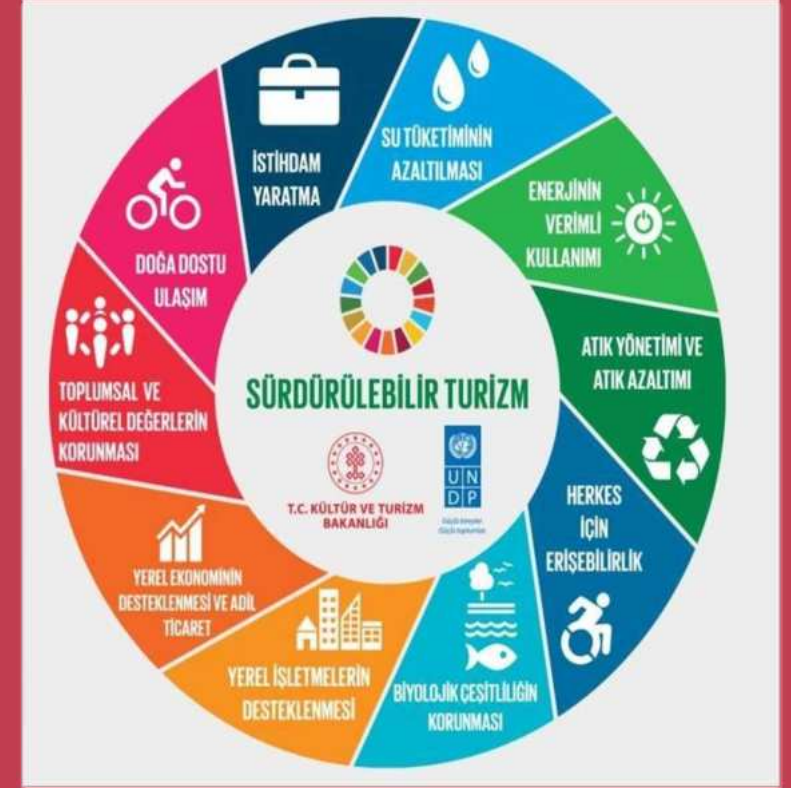 SU TÜKETİMİNİN
AZALTILMASI
ENERJİNİN
VERİMLİ
KULLANIMI
ATIK YÖNETİMİ VE
ATIK AZALTIMI
HERKES
İÇİN
ERİŞEBİLİRLİK
BİYOLOJİK ÇEŞİTLİLİĞİN
KORUNMASI
YEREL İŞLETMELERİN
DESTEKLENMESİ
YEREL EKONOMİNİN
DESTEKLENMESİ VE ADİL
TİCARET
TOPLUMSAL VE
KÜLTÜREL DEĞERLERİN
KORUNMASI
DOĞA DOSTU
ULAŞIM
İSTİHDAM
YARATMA
SÜRDÜRÜLEBİLİR TURİZM
T.C. KÜLTÜR VE TURİZM
BAKANLIĞI
U N
D P